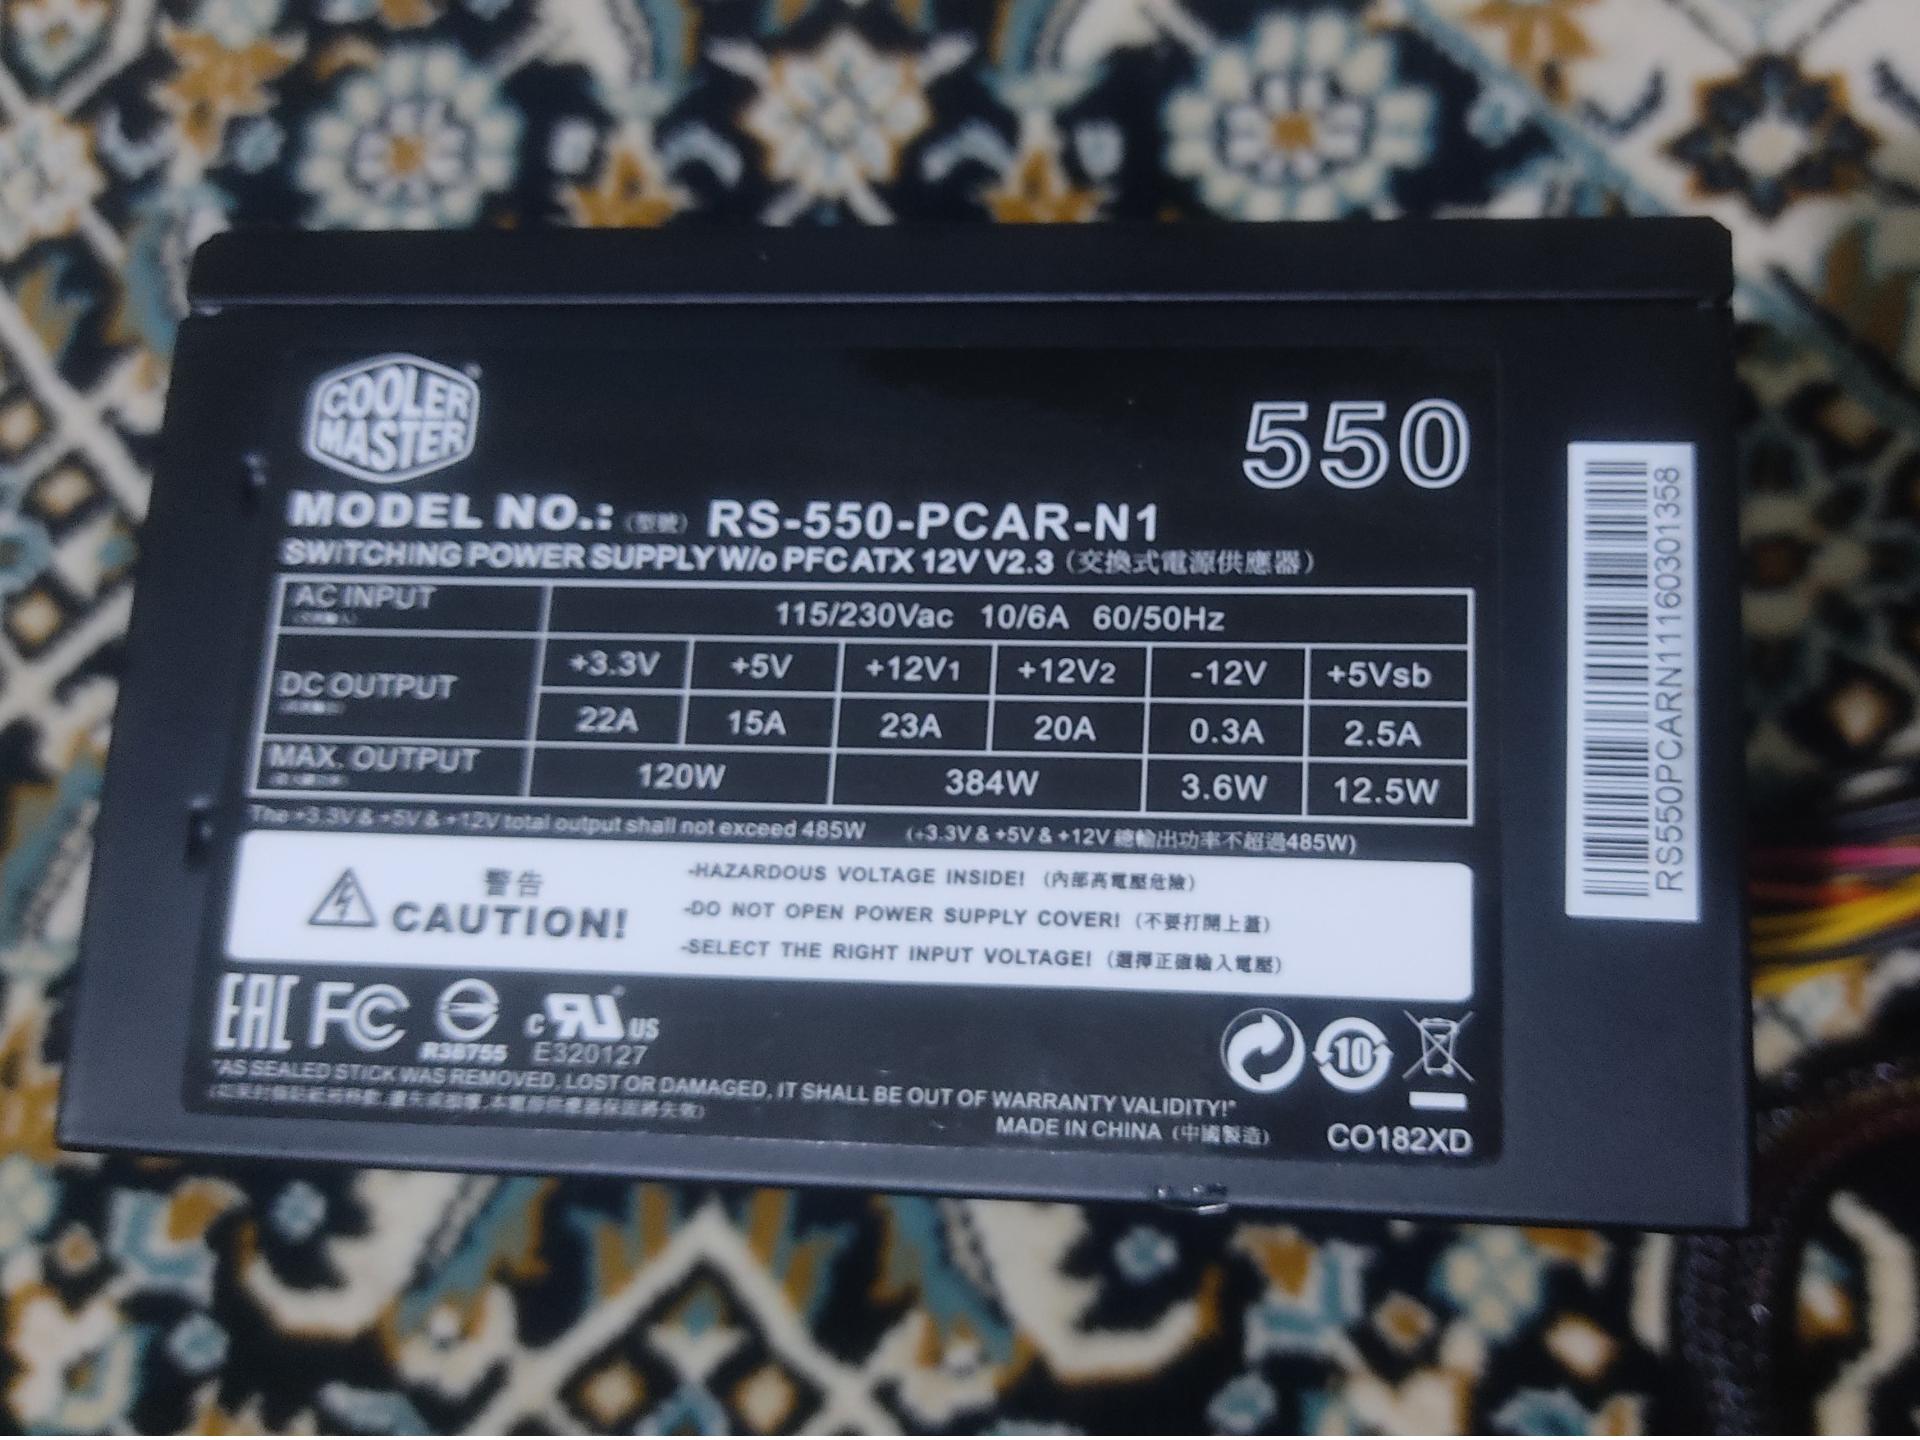 COOLER
MASTER
550
MODEL NO.: (型號) RS-550-PCAR-N1
SWITCHING POWER SUPPLY W/o PFC ATX 12V V2.3 (交換式電源供應器)
AC INPUT 115/230Vac 10/6A 60/50Hz
DC OUTPUT +3.3V +5V +12V1 +12V2 -12V +5Vsb
22A 15A 23A 20A 0.3A 2.5A
MAX. OUTPUT 120W 384W 3.6W 12.5W
The +3.3V & +5V & +12V total output shall not exceed 485W (+3.3V & +5V & +12V 總輸出功率不超過485W)
警告
CAUTION!
-HAZARDOUS VOLTAGE INSIDE! (內部高電壓危險)
-DO NOT OPEN POWER SUPPLY COVER! (不要打開上蓋)
-SELECT THE RIGHT INPUT VOLTAGE! (選擇正確輸入電壓)
EAC FC c RU US 10
R38755 E320127
"AS SEALED STICK WAS REMOVED, LOST OR DAMAGED, IT SHALL BE OUT OF WARRANTY VALIDITY!"
MADE IN CHINA (中國製造) CO182XD
RS550PCARN11160301358